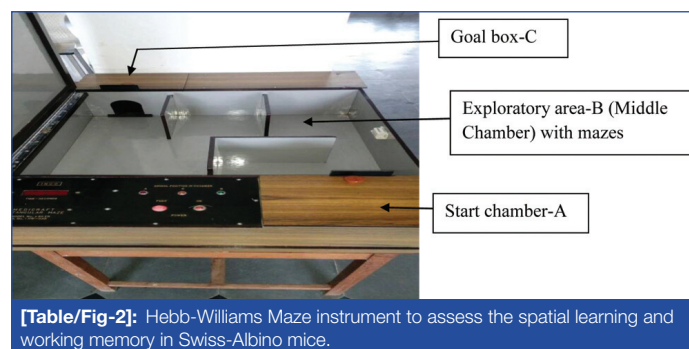 Goal box-C
Exploratory area-B (Middle
Chamber) with mazes
Start chamber-A
POWER
[Table/Fig-2]: Hebb-Williams Maze instrument to assess the spatial learning and
working memory in Swiss-Albino mice.